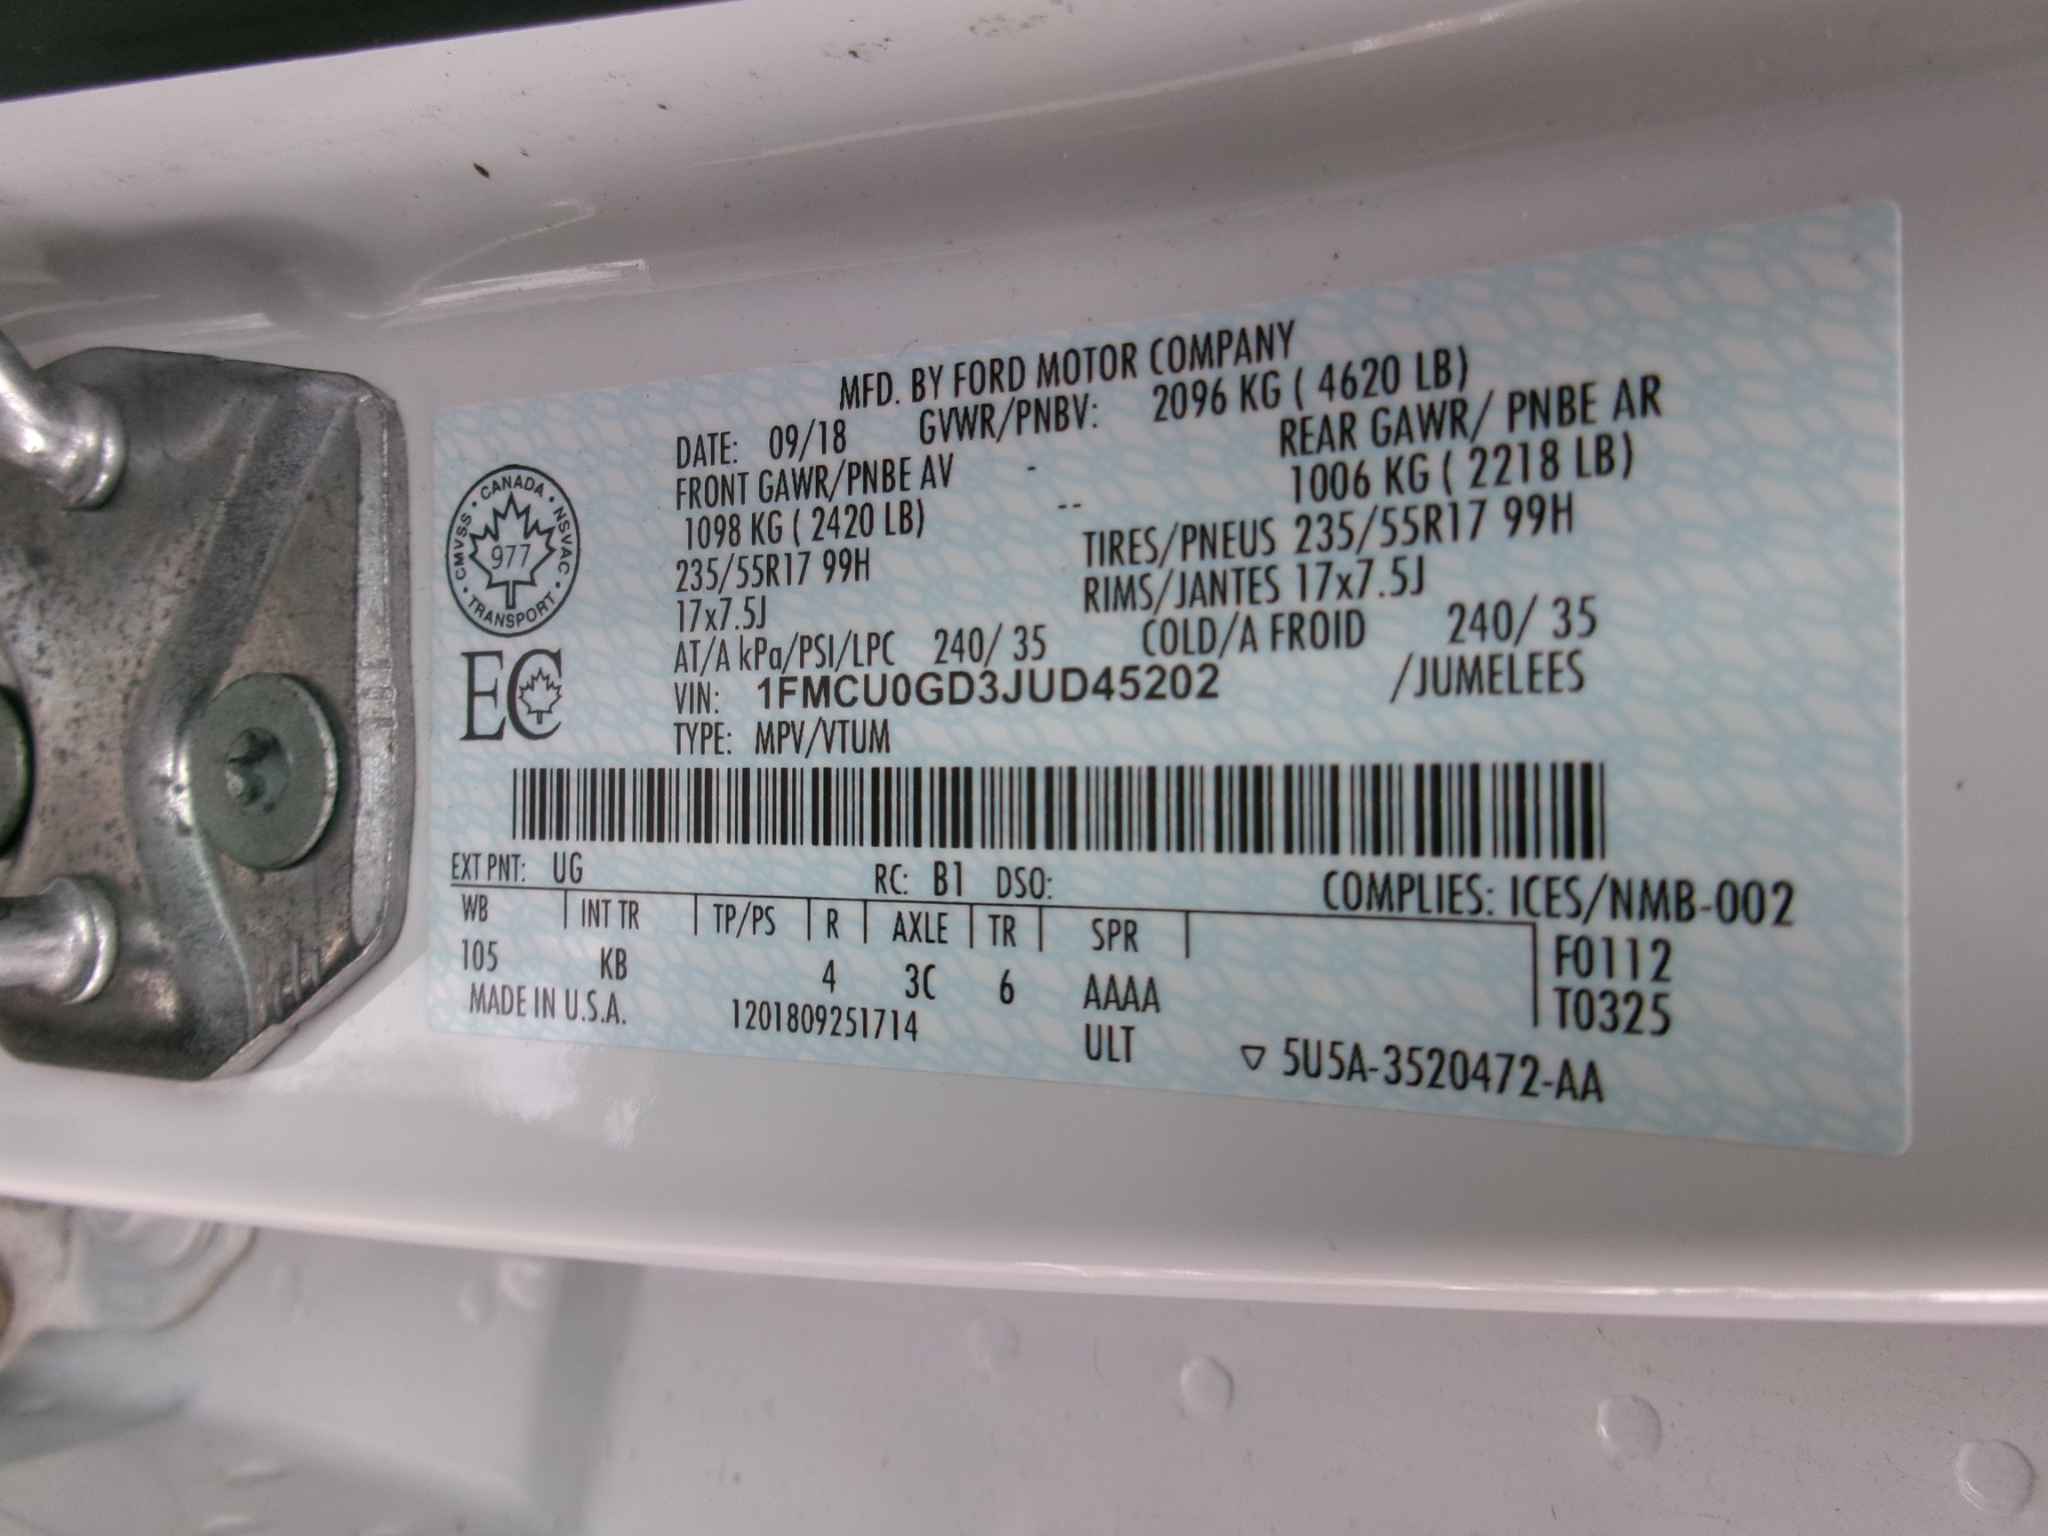 MFD. BY FORD MOTOR COMPANY
DATE: 09/18 GVWR/PNBV: 2096 KG ( 4620 LB)
FRONT GAWR/PNBE AV - REAR GAWR/ PNBE AR
1098 KG ( 2420 LB) -- 1006 KG ( 2218 LB)
235/55R17 99H TIRES/PNEUS 235/55R17 99H
17x7.5J RIMS/JANTES 17x7.5J
AT/A kPa/PSI/LPC 240/ 35 COLD/A FROID 240/ 35
VIN: 1FMCU0GD3JUD45202 /JUMELEES
TYPE: MPV/VTUM
CANADA • NSVAC • TRANSPORT • CMVSS •
977
EC
EXT PNT: UG RC: B1 DSO: COMPLIES: ICES/NMB-002
WB INT TR TP/PS R AXLE TR SPR F0112
105 KB 4 3C 6 AAAA T0325
MADE IN U.S.A. 1201809251714 ULT ▽ 5U5A-3520472-AA